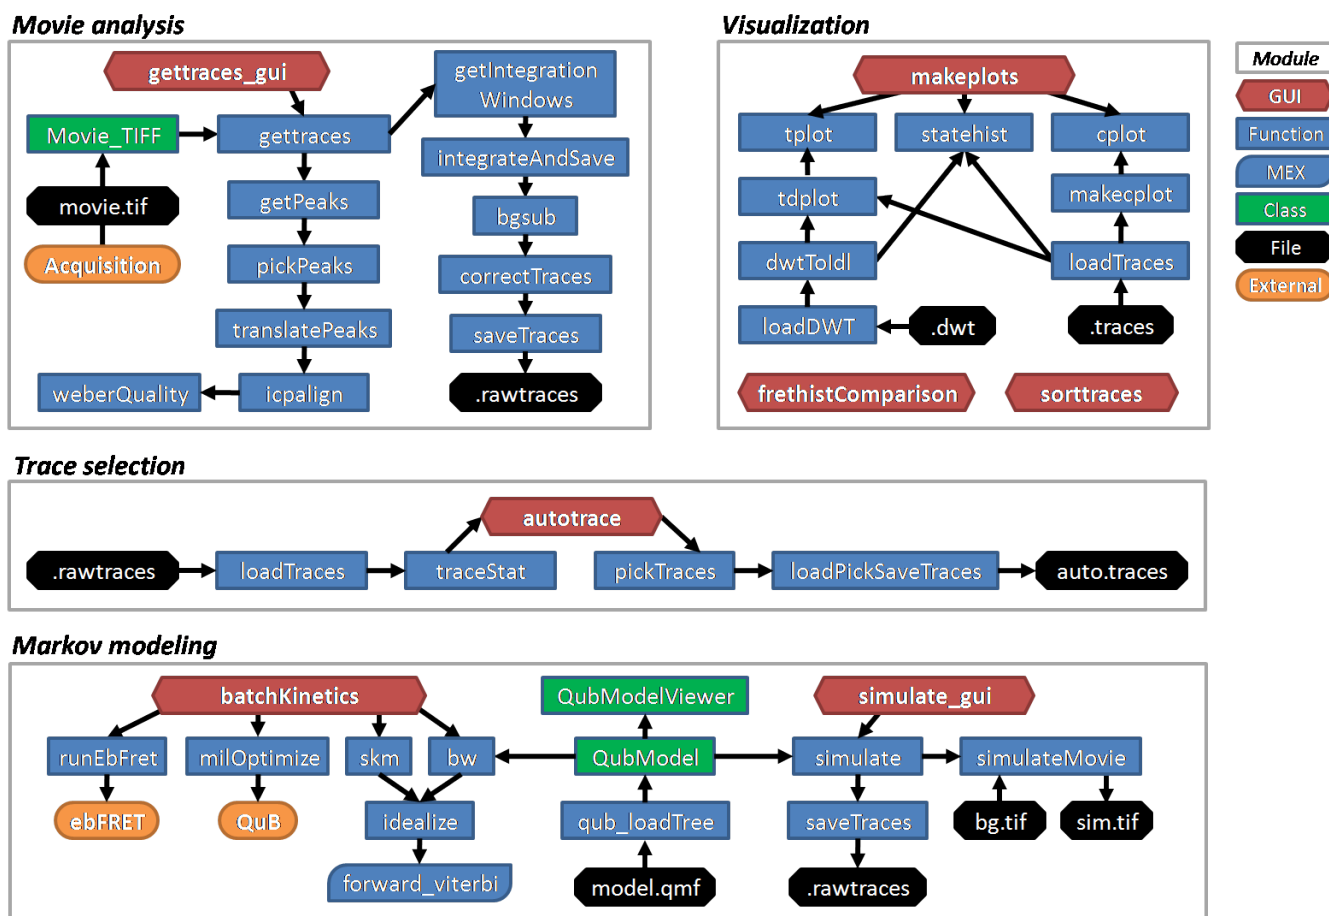 Movie analysis
gettraces_gui
getIntegration
Windows
Movie_TIFF
gettraces
integrateAndSave
movie.tif
getPeaks
bgsub
Acquisition
pickPeaks
correctTraces
translatePeaks
saveTraces
weberQuality
icpalign
.rawtraces
Visualization
makeplots
tplot
statehist
cplot
tdplot
makecplot
dwtToIdl
loadTraces
loadDWT
.dwt
.traces
frethistComparison
sorttraces
Module
GUI
Function
MEX
Class
File
External
Trace selection
autotrace
.rawtraces
loadTraces
traceStat
pickTraces
loadPickSaveTraces
auto.traces
Markov modeling
batchKinetics
QubModelViewer
simulate_gui
runEbFret
milOptimize
skm
bw
QubModel
simulate
simulateMovie
ebFRET
QuB
idealize
qub_loadTree
saveTraces
bg.tif
sim.tif
forward_viterbi
model.qmf
.rawtraces